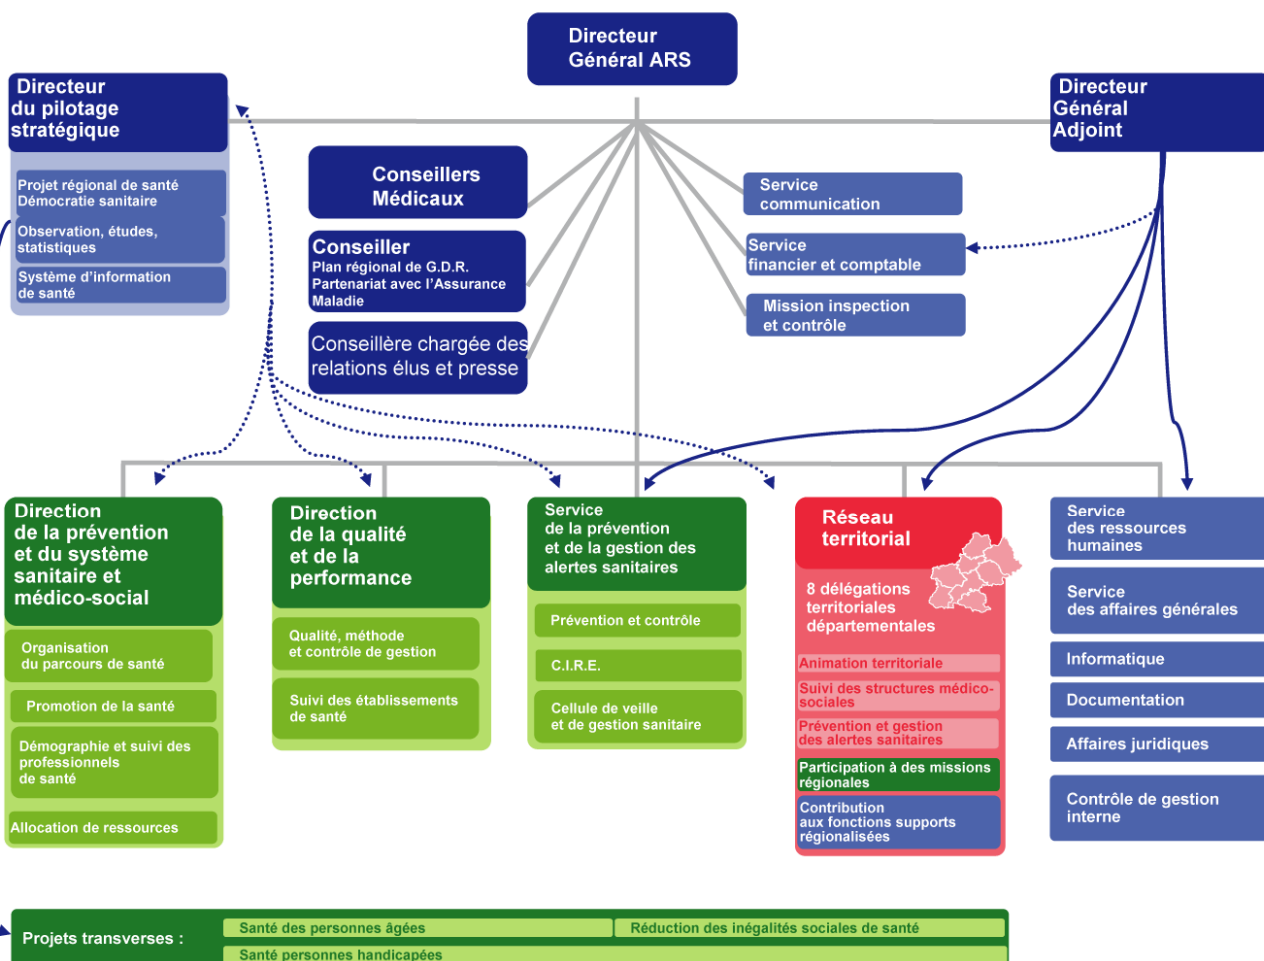 Directeur
Général ARS
Directeur
du pilotage
stratégique
Projet régional de santé
Démocratie sanitaire
Observation, études,
statistiques
Système d'information
de santé
Conseillers
Médicaux
Conseiller
Plan régional de G.D.R.
Partenariat avec l'Assurance
Maladie
Conseillère chargée des
relations élus et presse
Service
communication
Service
financier et comptable
Mission inspection
et contrôle
Directeur
Général
Adjoint
Direction
de la prévention
et du système
sanitaire et
médico-social
Organisation
du parcours de santé
Promotion de la santé
Démographie et suivi des
professionnels
de santé
Allocation de ressources
Direction
de la qualité
et de la
performance
Qualité, méthode
et contrôle de gestion
Suivi des établissements
de santé
Service
de la prévention
et de la gestion des
alertes sanitaires
Prévention et contrôle
C.I.R.E.
Cellule de veille
et de gestion sanitaire
Réseau
territorial
8 délégations
territoriales
départementales
Animation territoriale
Suivi des structures médico-
sociales
Prévention et gestion
des alertes sanitaires
Participation à des missions
régionales
Contribution
aux fonctions supports
régionalisées
Service
des ressources
humaines
Service
des affaires générales
Informatique
Documentation
Affaires juridiques
Contrôle de gestion
interne
Projets transverses :
Santé des personnes âgées
Réduction des inégalités sociales de santé
Santé personnes handicapées